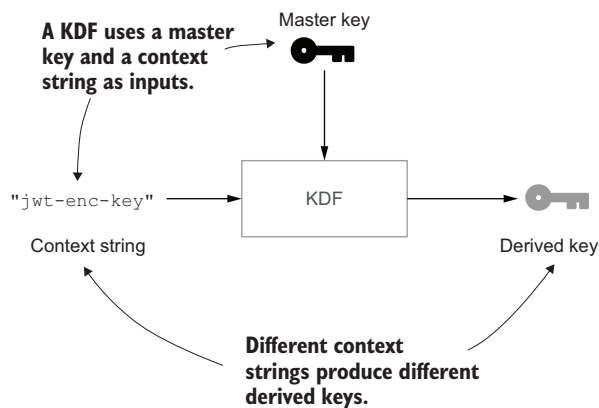 Master key
A KDF uses a master
key and a context
string as inputs.
"jwt-enc-key"
KDF
Context string
Derived key
Different context
strings produce different
derived keys.